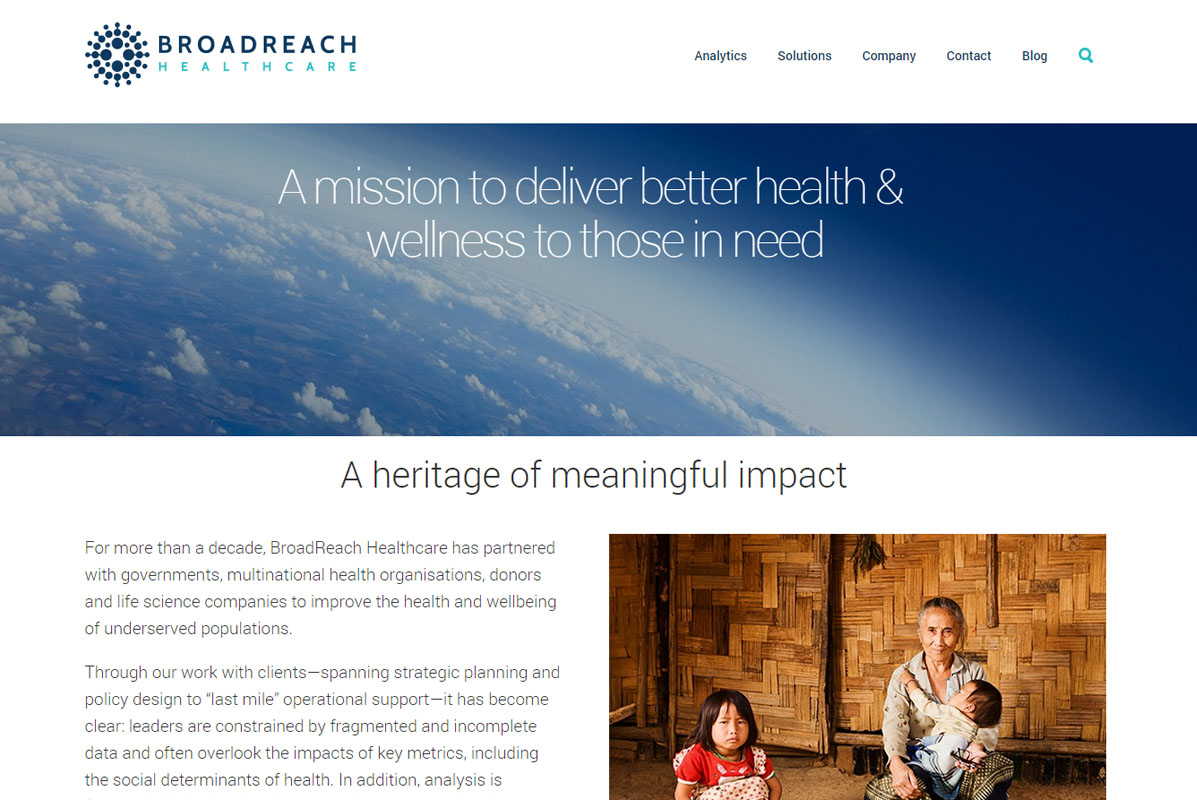 BROADREACH
HEALTHCARE
Analytics Solutions Company Contact Blog
A mission to deliver better health &
wellness to those in need
A heritage of meaningful impact
For more than a decade, BroadReach Healthcare has partnered
with governments, multinational health organisations, donors
and life science companies to improve the health and wellbeing
of underserved populations.
Through our work with clients—spanning strategic planning and
policy design to “last mile” operational support—it has become
clear: leaders are constrained by fragmented and incomplete
data and often overlook the impacts of key metrics, including
the social determinants of health. In addition, analysis is